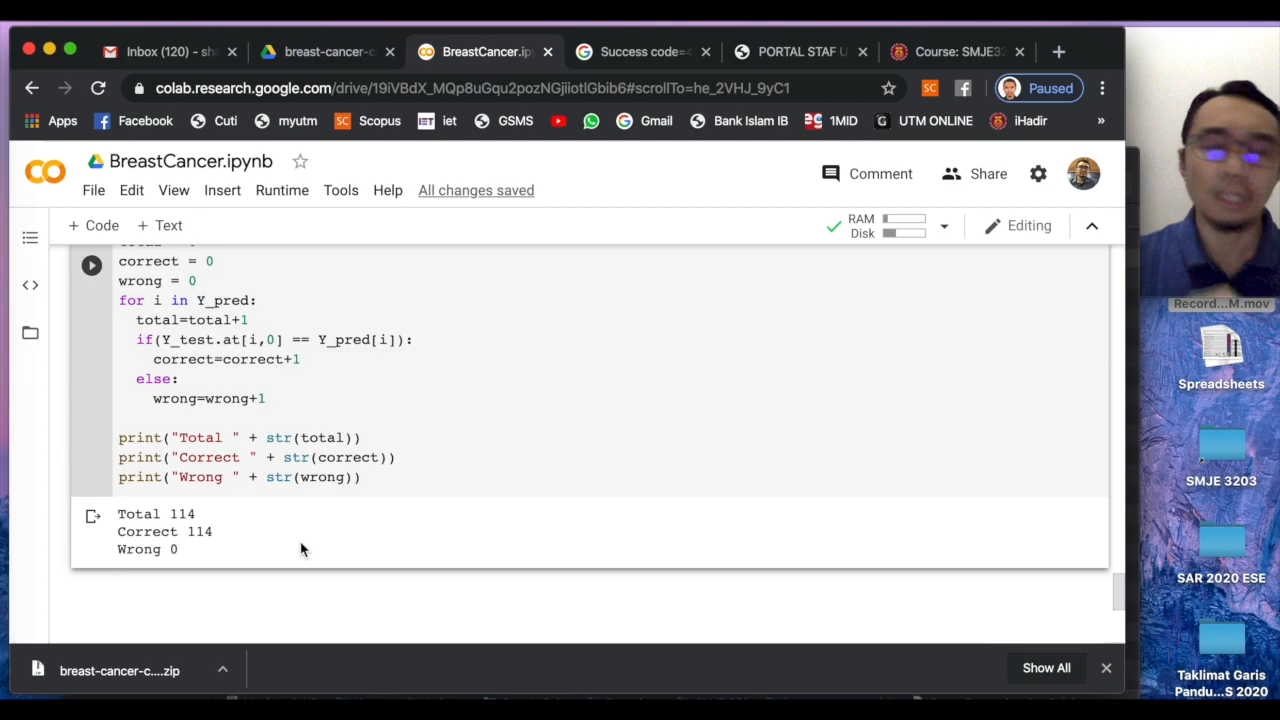 Inbox (120) - sha
breast-cancer-c
BreastCancer.ip
Success code=4
PORTAL STAF U
Course: SMJE3
colab.research.google.com/drive/19iVBdX_MQp8uGqu2pozNGjiiotlGbib6#scrollTo=he_2VHJ_9yC1
Paused
Apps
Facebook
Cuti
myutm
SC Scopus
IET iet
GSMS
Gmail
Bank Islam IB
1MID
UTM ONLINE
iHadir
»
BreastCancer.ipynb
Comment
Share
File Edit View Insert Runtime Tools Help All changes saved
+ Code + Text
RAM
Disk
Editing
correct = 0
wrong = 0
for i in Y_pred:
total=total+1
if(Y_test.at[i,0] == Y_pred[i]):
correct=correct+1
else:
wrong=wrong+1
print("Total " + str(total))
print("Correct " + str(correct))
print("Wrong " + str(wrong))
Total 114
Correct 114
Wrong 0
breast-cancer-c....zip
Show All
Record...M.mov
Spreadsheets
SMJE 3203
SAR 2020 ESE
Taklimat Garis
Pandu...S 2020